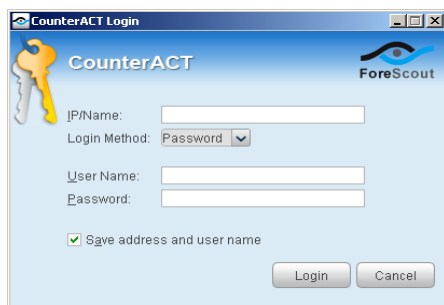 CounterACT Login
CounterACT
ForeScout
IP/Name:
Login Method: Password
User Name:
Password:
Save address and user name
Login Cancel